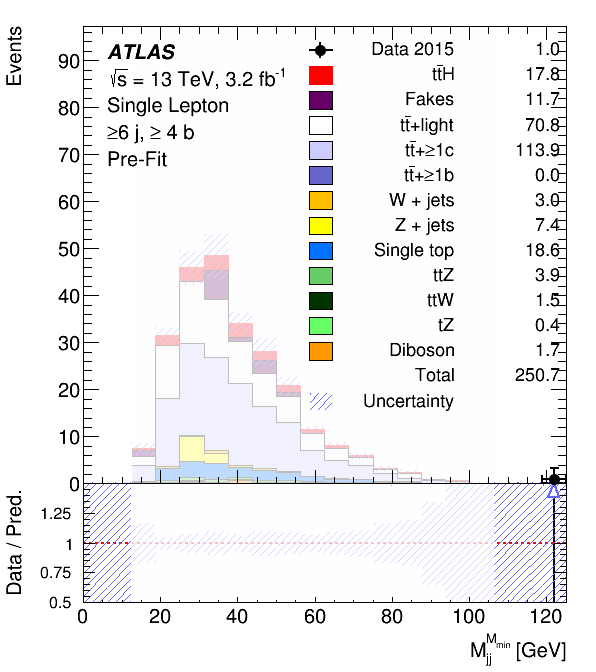 Events
ATLAS
√s = 13 TeV, 3.2 fb⁻¹
Single Lepton
≥6 j, ≥ 4 b
Pre-Fit
Data 2015 1.0
tt̄H 17.8
Fakes 11.7
tt̄+light 70.8
tt̄+≥1c 113.9
tt̄+≥1b 0.0
W + jets 3.0
Z + jets 7.4
Single top 18.6
ttZ 3.9
ttW 1.5
tZ 0.4
Diboson 1.7
Total 250.7
Uncertainty
90
80
70
60
50
40
30
20
10
0
Data / Pred.
1.25
1
0.75
0.5
0 20 40 60 80 100 120
M_jj^M_min [GeV]